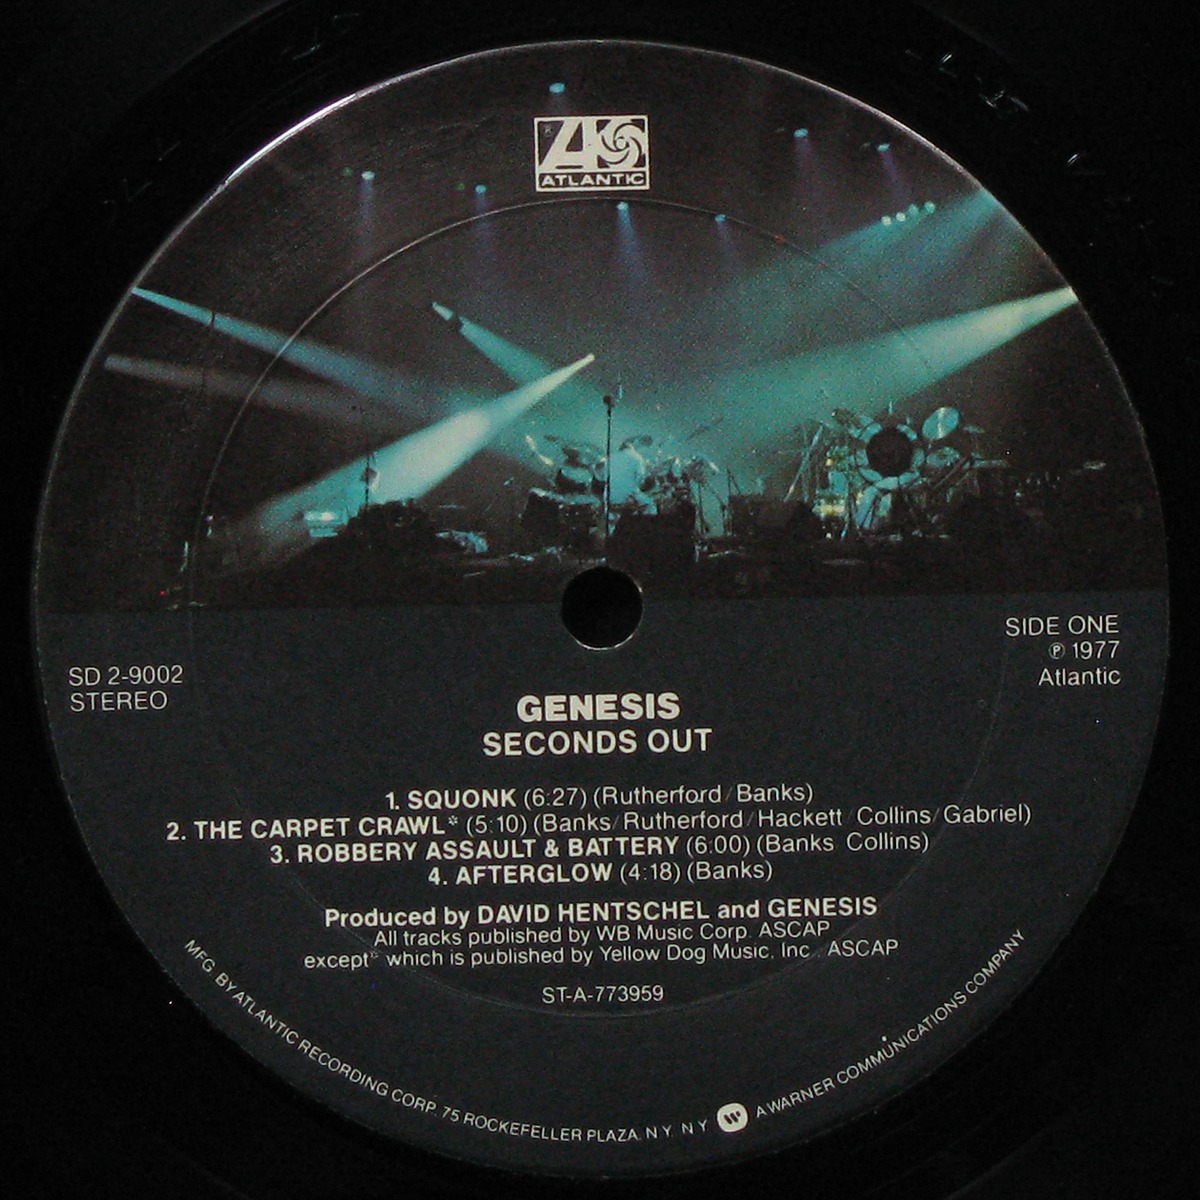 ATLANTIC
SD 2-9002
STEREO
SIDE ONE
℗ 1977
Atlantic
GENESIS
SECONDS OUT
1. SQUONK (6:27) (Rutherford/Banks)
2. THE CARPET CRAWL* (5:10) (Banks/Rutherford/Hackett/Collins/Gabriel)
3. ROBBERY ASSAULT & BATTERY (6:00) (Banks Collins)
4. AFTERGLOW (4:18) (Banks)
Produced by DAVID HENTSCHEL and GENESIS
All tracks published by WB Music Corp. ASCAP
except* which is published by Yellow Dog Music, Inc. ASCAP
ST-A-773959
MFG. BY ATLANTIC RECORDING CORP. 75 ROCKEFELLER PLAZA, N.Y. N.Y. W A WARNER COMMUNICATIONS COMPANY